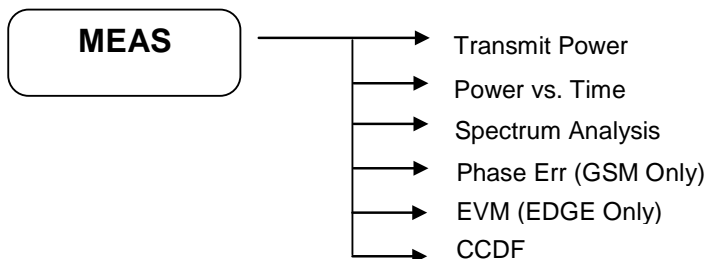 MEAS
Transmit Power
Power vs. Time
Spectrum Analysis
Phase Err (GSM Only)
EVM (EDGE Only)
CCDF